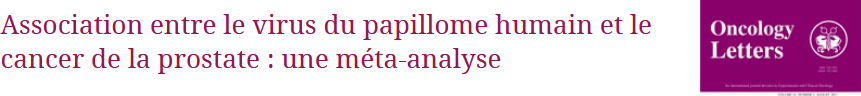 Association entre le virus du papillome humain et le
cancer de la prostate : une méta-analyse
Oncology
Letters